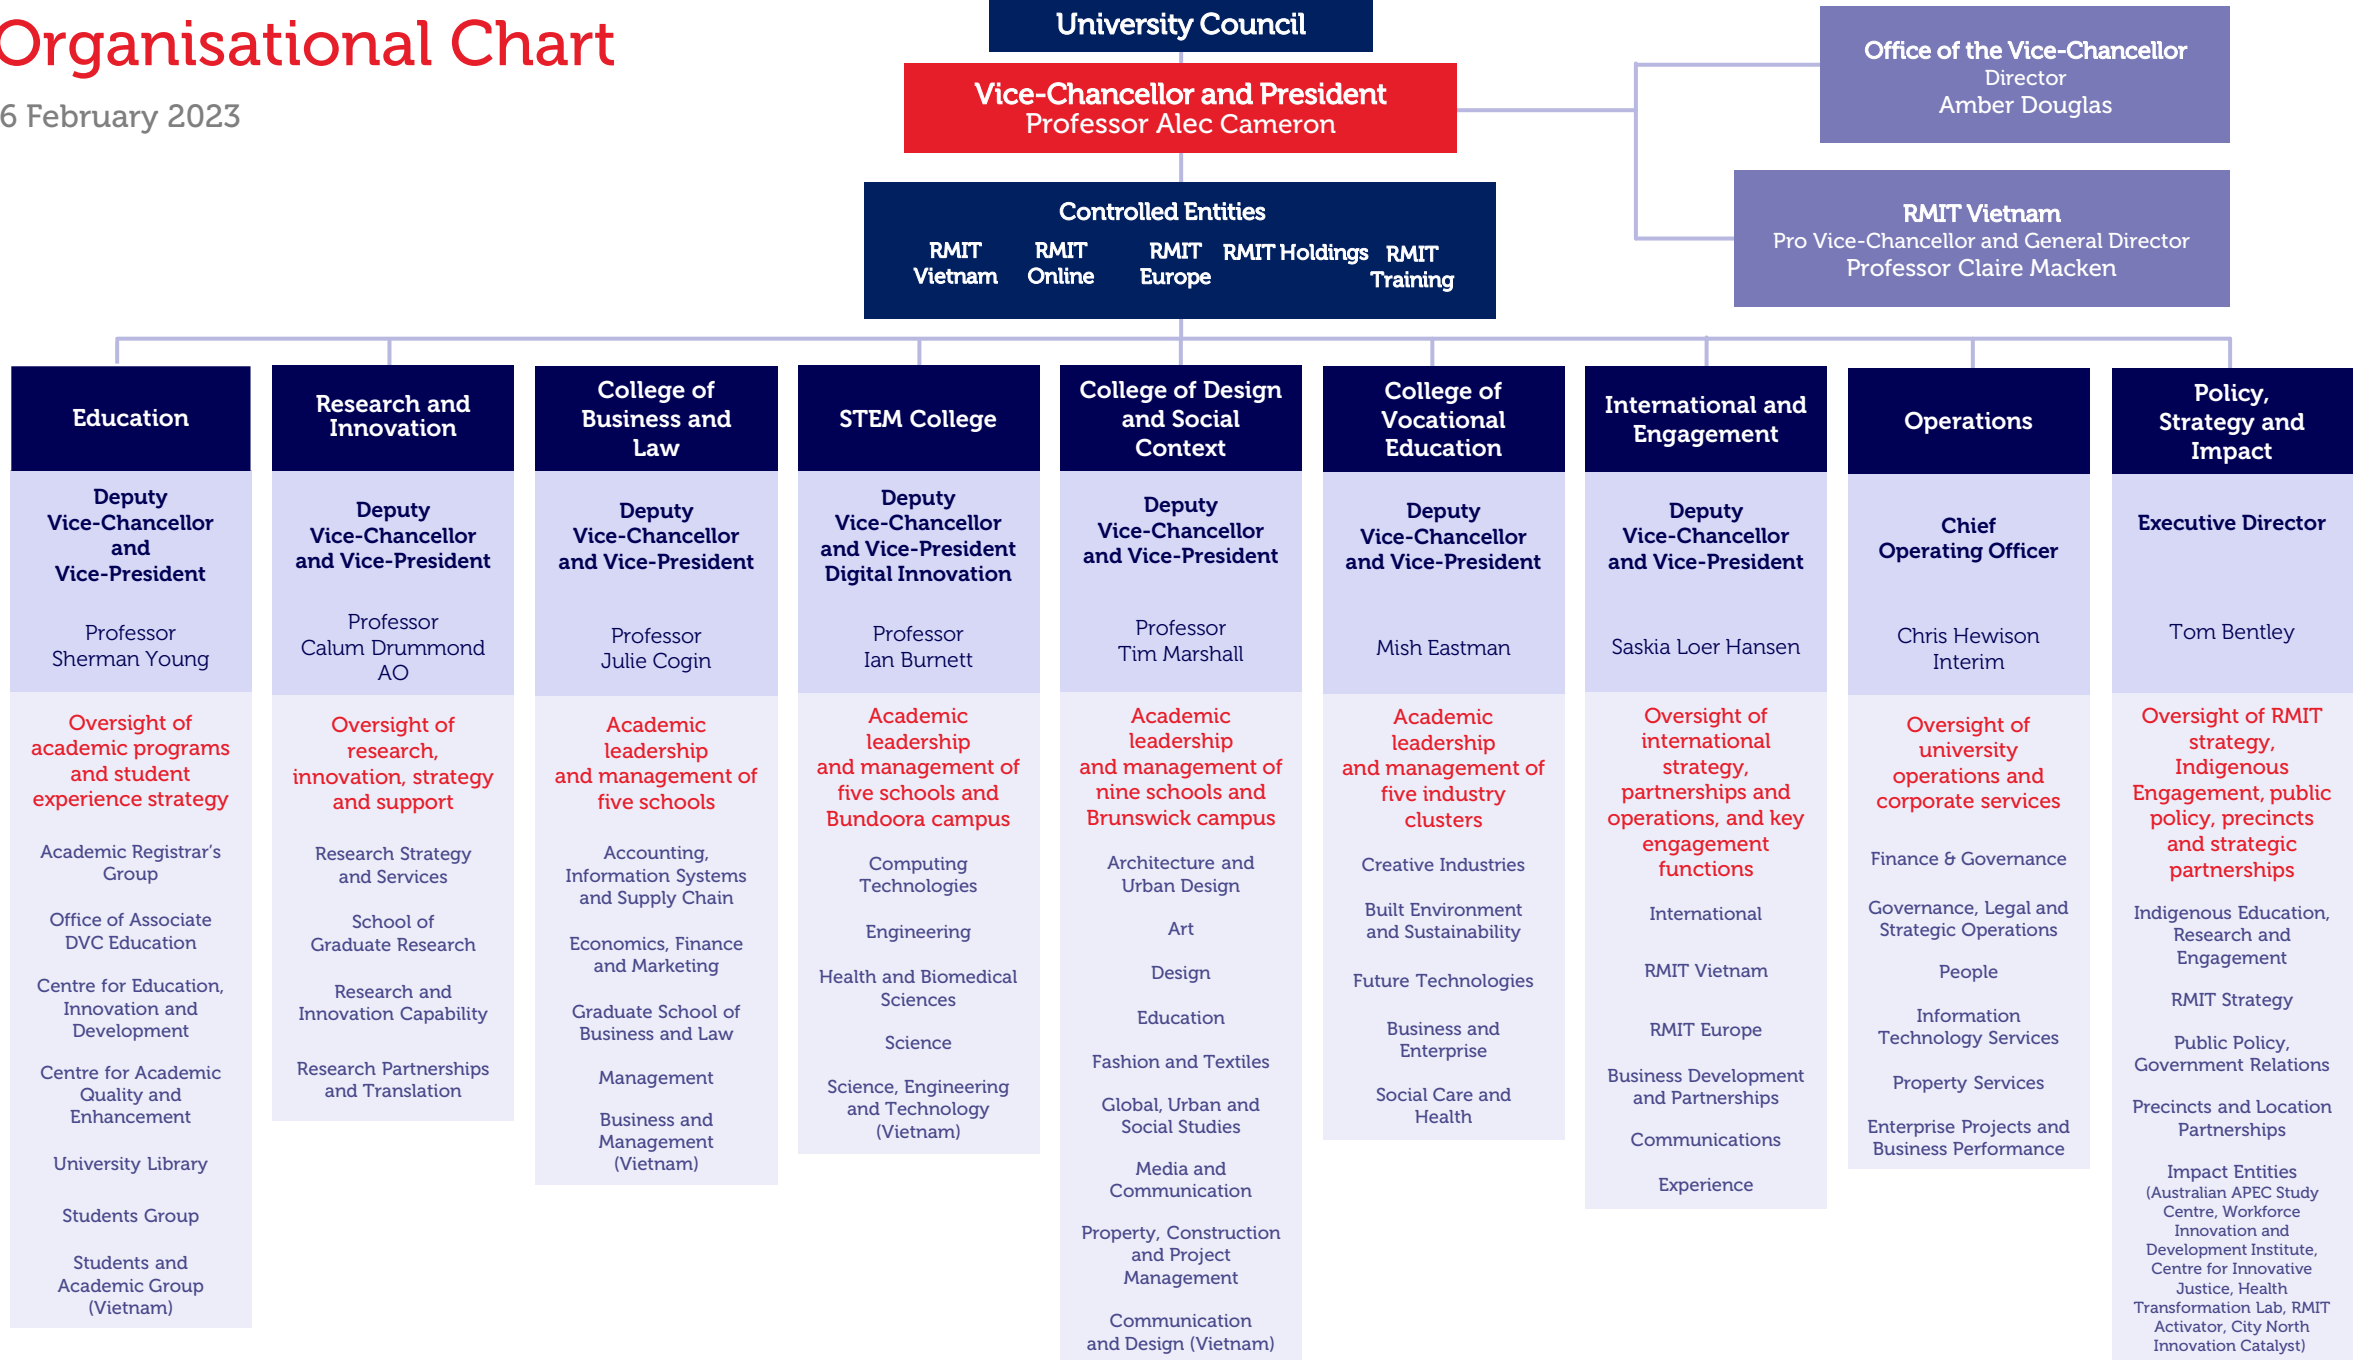 Organisational Chart
6 February 2023
University Council
Vice-Chancellor and President
Professor Alec Cameron
Office of the Vice-Chancellor
Director
Amber Douglas
RMIT Vietnam
Pro Vice-Chancellor and General Director
Professor Claire Macken
Controlled Entities
RMIT
Vietnam
RMIT
Online
RMIT
Europe
RMIT Holdings
RMIT
Training
Education
Deputy
Vice-Chancellor
and
Vice-President
Professor
Sherman Young
Oversight of
academic programs
and student
experience strategy
Academic Registrar's
Group
Office of Associate
DVC Education
Centre for Education,
Innovation and
Development
Centre for Academic
Quality and
Enhancement
University Library
Students Group
Students and
Academic Group
(Vietnam)
Research and
Innovation
Deputy
Vice-Chancellor
and Vice-President
Professor
Calum Drummond
AO
Oversight of
research,
innovation, strategy
and support
Research Strategy
and Services
School of
Graduate Research
Research and
Innovation Capability
Research Partnerships
and Translation
College of
Business and
Law
Deputy
Vice-Chancellor
and Vice-President
Professor
Julie Cogin
Academic
leadership
and management of
five schools
Accounting,
Information Systems
and Supply Chain
Economics, Finance
and Marketing
Graduate School of
Business and Law
Management
Business and
Management
(Vietnam)
STEM College
Deputy
Vice-Chancellor
and Vice-President
Digital Innovation
Professor
Ian Burnett
Academic
leadership
and management of
five schools and
Bundoora campus
Computing
Technologies
Engineering
Health and Biomedical
Sciences
Science
Science, Engineering
and Technology
(Vietnam)
College of Design
and Social
Context
Deputy
Vice-Chancellor
and Vice-President
Professor
Tim Marshall
Academic
leadership
and management of
nine schools and
Brunswick campus
Architecture and
Urban Design
Art
Design
Education
Fashion and Textiles
Global, Urban and
Social Studies
Media and
Communication
Property, Construction
and Project
Management
Communication
and Design (Vietnam)
College of
Vocational
Education
Deputy
Vice-Chancellor
and Vice-President
Mish Eastman
Academic
leadership
and management of
five industry
clusters
Creative Industries
Built Environment
and Sustainability
Future Technologies
Business and
Enterprise
Social Care and
Health
International and
Engagement
Deputy
Vice-Chancellor
and Vice-President
Saskia Loer Hansen
Oversight of
international
strategy,
partnerships and
operations, and key
engagement
functions
International
RMIT Vietnam
RMIT Europe
Business Development
and Partnerships
Communications
Experience
Operations
Chief
Operating Officer
Chris Hewison
Interim
Oversight of
university
operations and
corporate services
Finance & Governance
Governance, Legal and
Strategic Operations
People
Information
Technology Services
Property Services
Enterprise Projects and
Business Performance
Policy,
Strategy and
Impact
Executive Director
Tom Bentley
Oversight of RMIT
strategy,
Indigenous
Engagement, public
policy, precincts
and strategic
partnerships
Indigenous Education,
Research and
Engagement
RMIT Strategy
Public Policy,
Government Relations
Precincts and Location
Partnerships
Impact Entities
(Australian APEC Study
Centre, Workforce
Innovation and
Development Institute,
Centre for Innovative
Justice, Health
Transformation Lab, RMIT
Activator, City North
Innovation Catalyst)